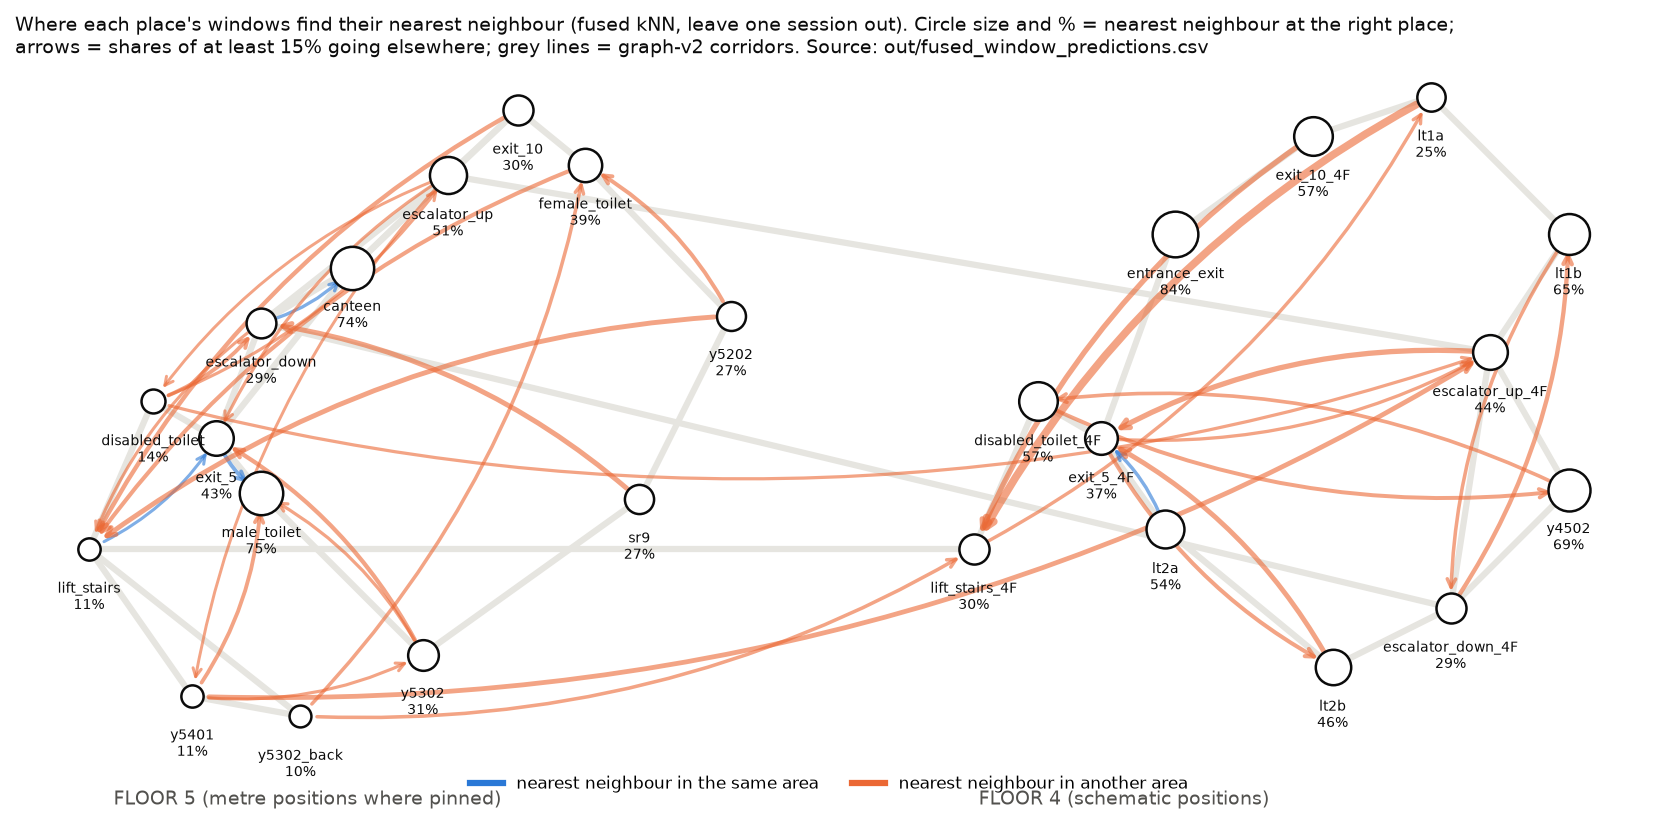 Where each place's windows find their nearest neighbour (fused kNN, leave one session out). Circle size and % = nearest neighbour at the right place;
arrows = shares of at least 15% going elsewhere; grey lines = graph-v2 corridors. Source: out/fused_window_predictions.csv
exit_10
30%
escalator_up
51%
female_toilet
39%
canteen
74%
escalator_down
29%
y5202
27%
disabled_toilet
14%
exit_5
43%
male_toilet
75%
sr9
27%
lift_stairs
11%
y5302
31%
y5401
11%
y5302_back
10%
lt1a
25%
exit_10_4F
57%
entrance_exit
84%
lt1b
65%
escalator_up_4F
44%
disabled_toilet_4F
57%
exit_5_4F
37%
y4502
69%
lt2a
54%
lift_stairs_4F
30%
escalator_down_4F
29%
lt2b
46%
nearest neighbour in the same area
nearest neighbour in another area
FLOOR 5 (metre positions where pinned)
FLOOR 4 (schematic positions)